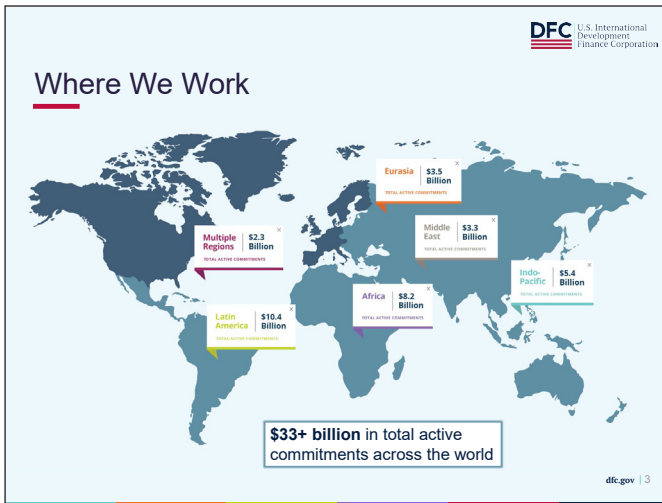 DFC
U.S. International
Development
Finance Corporation
Where We Work
Eurasia
$3.5
Billion
TOTAL ACTIVE COMMITMENTS
x
Multiple
Regions
$2.3
Billion
TOTAL ACTIVE COMMITMENTS
x
Middle
East
$3.3
Billion
TOTAL ACTIVE COMMITMENTS
x
Indo-
Pacific
$5.4
Billion
TOTAL ACTIVE COMMITMENTS
x
Africa
$8.2
Billion
TOTAL ACTIVE COMMITMENTS
x
Latin
America
$10.4
Billion
TOTAL ACTIVE COMMITMENTS
x
$33+ billion in total active
commitments across the world
dfc.gov | 3